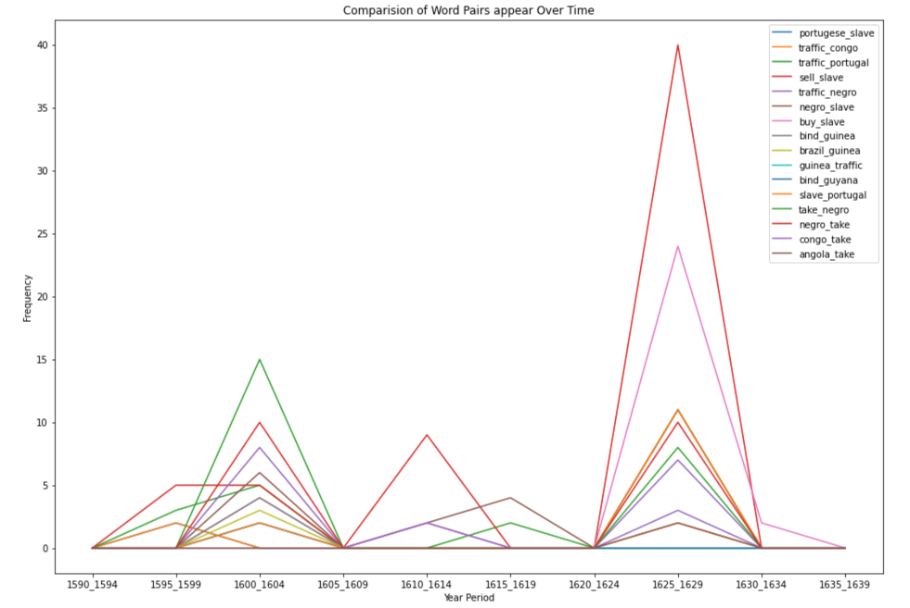 Comparision of Word Pairs appear Over Time
portugese_slave
traffic_congo
traffic_portugal
sell_slave
traffic_negro
negro_slave
buy_slave
bind_guinea
brazil_guinea
guinea_traffic
bind_guyana
slave_portugal
take_negro
negro_take
congo_take
angola_take
Frequency
40
35
30
25
20
15
10
5
0
1590_1594 1595_1599 1600_1604 1605_1609 1610_1614 1615_1619 1620_1624 1625_1629 1630_1634 1635_1639
Year Period